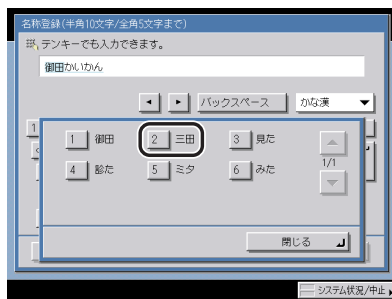 名称登録(半角10文字/全角5文字まで)
テンキーでも入力できます。
御田かいかん
バックスペース かな漢
1 御田 2 三田 3 見た
4 診た 5 ミタ 6 みた
1/1
閉じる
システム状況/中止